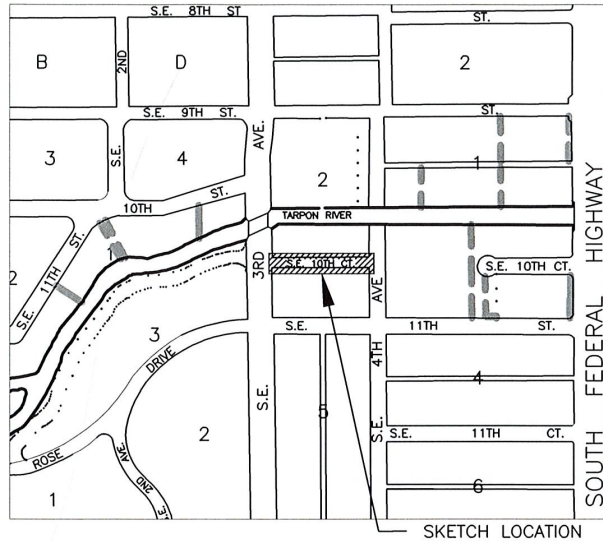 S.E. 8TH ST
ST.
B
2ND
D
2
S.E. 9TH ST.
ST.
AVE.
3
S.E.
4
2
1
10TH ST.
TARPON RIVER
1
2
S.E. 11TH ST.
3RD
S.E. 10TH CT
AVE
S.E. 10TH CT.
S.E. 11TH ST.
3
DRIVE
4TH
S.E.
S.E.
4
2
5
S.E. 11TH CT.
ROSE
2ND AVE.
S.E.
1
6
SOUTH FEDERAL HIGHWAY
SKETCH LOCATION